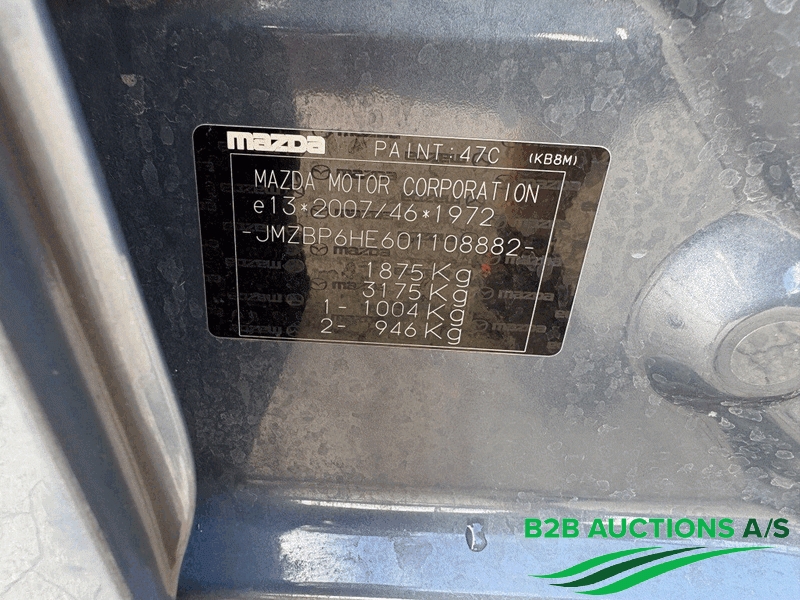 mazda PAINT:47C (KB8M)
MAZDA MOTOR CORPORATION
e13*2007/46*1972
-JMZBP6HE601108882-
1875Kg
3175Kg
1- 1004Kg
2- 946Kg
B2B AUCTIONS A/S